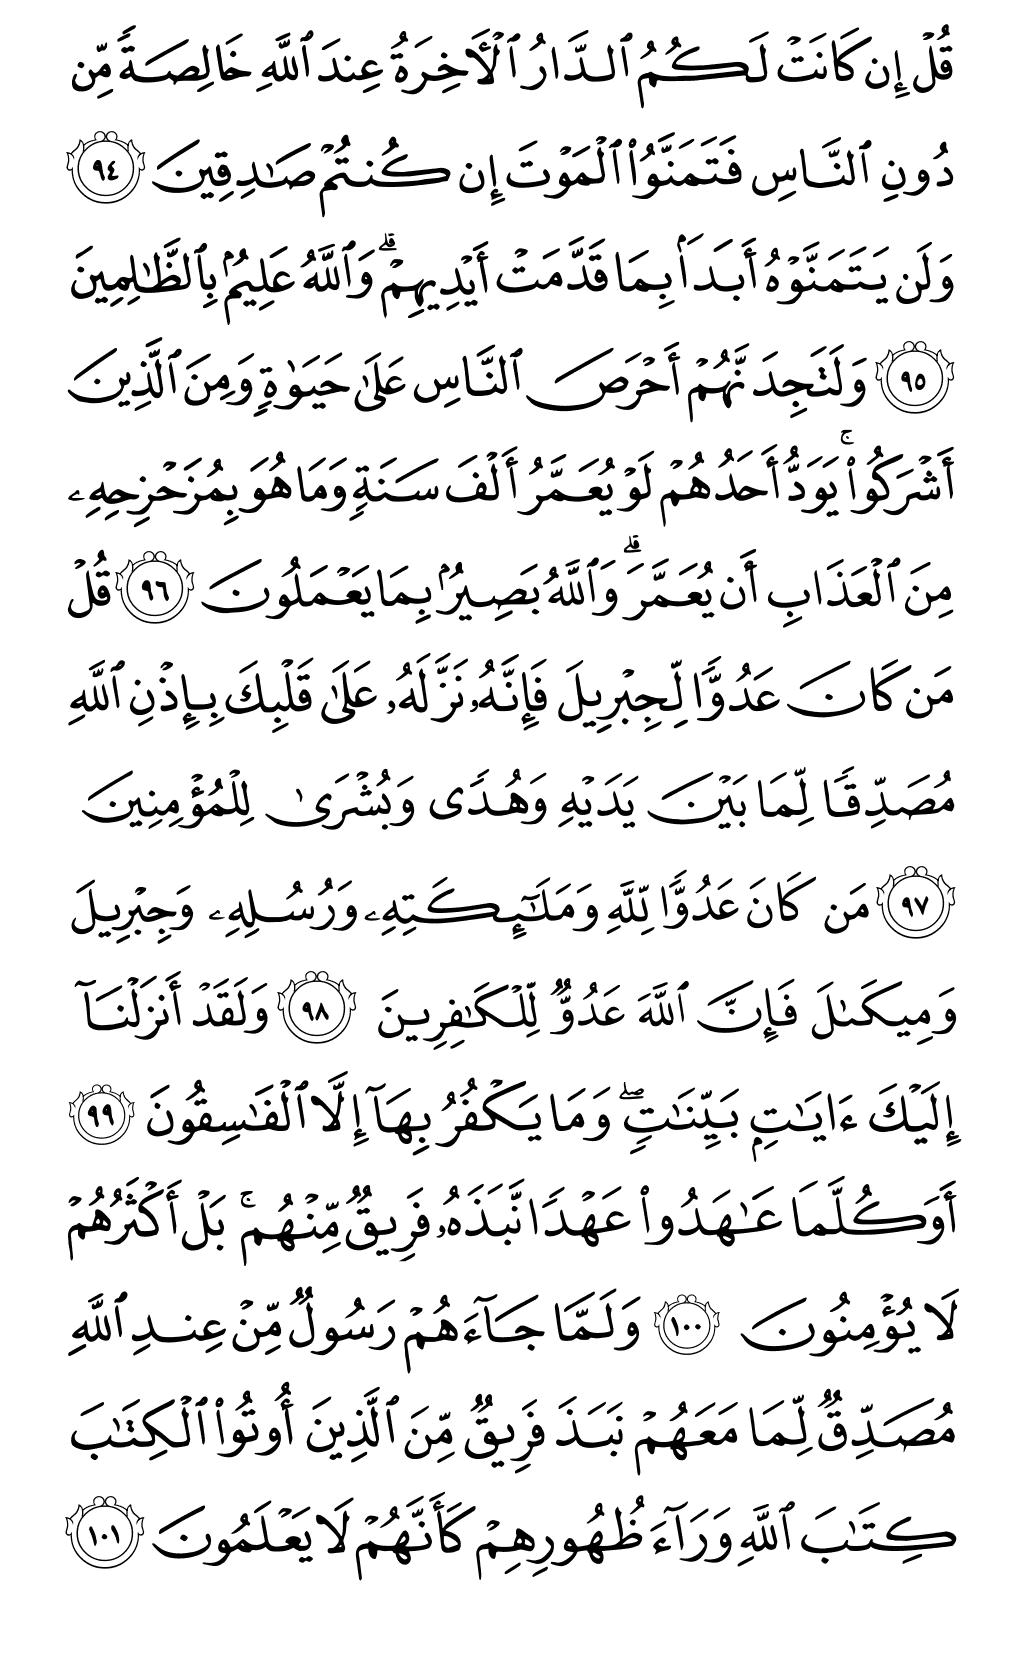 قُلْ إِن كَانَتْ لَكُمُ ٱلدَّارُ ٱلْأَخِرَةُ عِندَ ٱللَّهِ خَالِصَةً مِّن
دُونِ ٱلنَّاسِ فَتَمَنَّوُا۟ ٱلْمَوْتَ إِن كُنتُمْ صَـٰدِقِينَ ٩٤
وَلَن يَتَمَنَّوْهُ أَبَدَۢا بِمَا قَدَّمَتْ أَيْدِيهِمْ ۗ وَٱللَّهُ عَلِيمُۢ بِٱلظَّـٰلِمِينَ
٩٥ وَلَتَجِدَنَّهُمْ أَحْرَصَ ٱلنَّاسِ عَلَىٰ حَيَوٰةٍ وَمِنَ ٱلَّذِينَ
أَشْرَكُوا۟ ۚ يَوَدُّ أَحَدُهُمْ لَوْ يُعَمَّرُ أَلْفَ سَنَةٍ وَمَا هُوَ بِمُزَحْزِحِهِۦ
مِنَ ٱلْعَذَابِ أَن يُعَمَّرَ ۗ وَٱللَّهُ بَصِيرُۢ بِمَا يَعْمَلُونَ ٩٦ قُلْ
مَن كَانَ عَدُوًّا لِّجِبْرِيلَ فَإِنَّهُۥ نَزَّلَهُۥ عَلَىٰ قَلْبِكَ بِإِذْنِ ٱللَّهِ
مُصَدِّقًا لِّمَا بَيْنَ يَدَيْهِ وَهُدًى وَبُشْرَىٰ لِلْمُؤْمِنِينَ
٩٧ مَن كَانَ عَدُوًّا لِّلَّهِ وَمَلَـٰٓئِكَتِهِۦ وَرُسُلِهِۦ وَجِبْرِيلَ
وَمِيكَىٰلَ فَإِنَّ ٱللَّهَ عَدُوٌّ لِّلْكَـٰفِرِينَ ٩٨ وَلَقَدْ أَنزَلْنَآ
إِلَيْكَ ءَايَـٰتِۭ بَيِّنَـٰتٍ ۖ وَمَا يَكْفُرُ بِهَآ إِلَّا ٱلْفَـٰسِقُونَ ٩٩
أَوَكُلَّمَا عَـٰهَدُوا۟ عَهْدًا نَّبَذَهُۥ فَرِيقٌ مِّنْهُم ۚ بَلْ أَكْثَرُهُمْ
لَا يُؤْمِنُونَ ١٠٠ وَلَمَّا جَآءَهُمْ رَسُولٌ مِّنْ عِندِ ٱللَّهِ
مُصَدِّقٌ لِّمَا مَعَهُمْ نَبَذَ فَرِيقٌ مِّنَ ٱلَّذِينَ أُوتُوا۟ ٱلْكِتَـٰبَ
كِتَـٰبَ ٱللَّهِ وَرَآءَ ظُهُورِهِمْ كَأَنَّهُمْ لَا يَعْلَمُونَ ١٠١